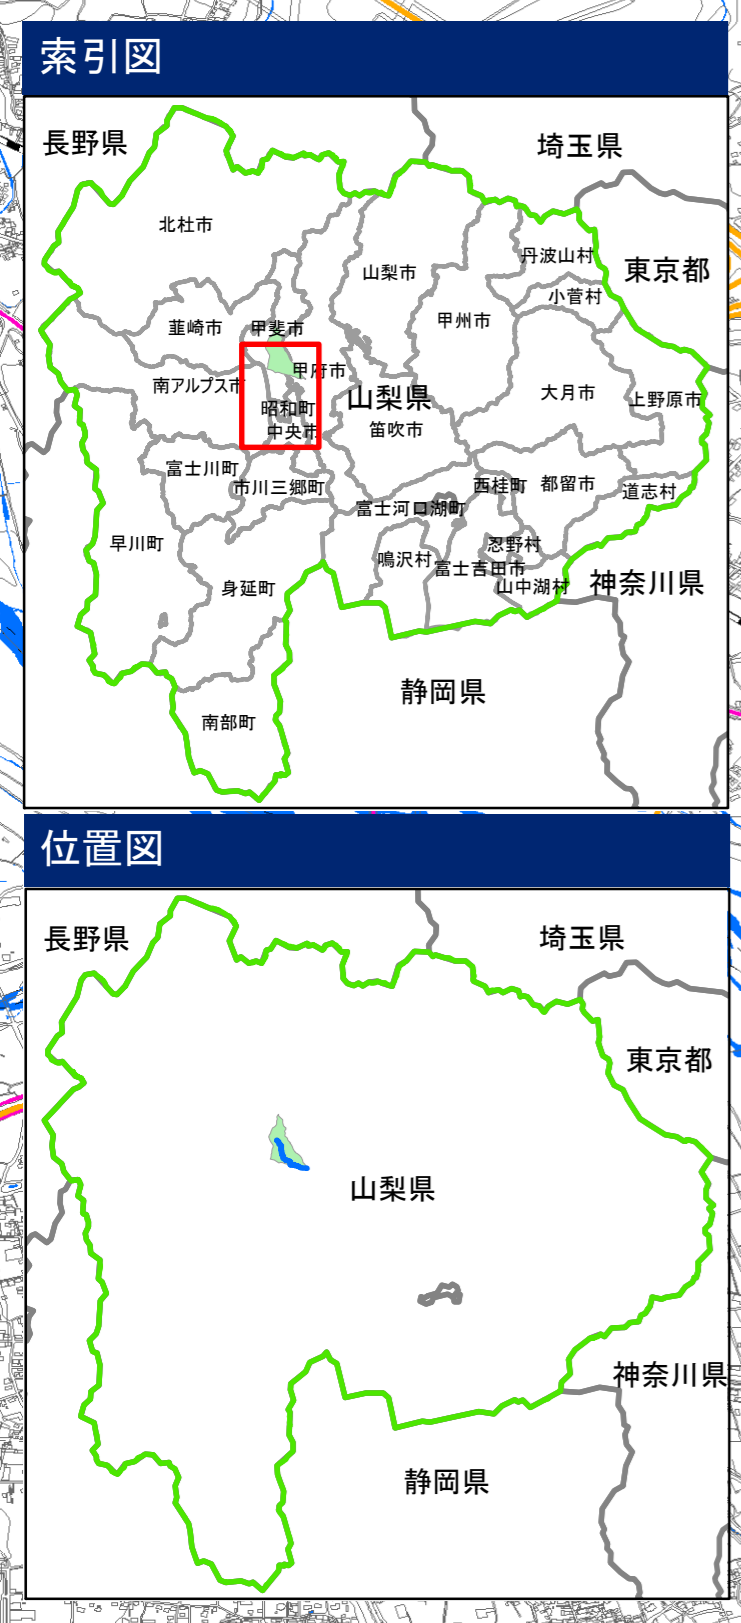 索引図
長野県
埼玉県
北杜市
丹波山村
山梨市
東京都
小菅村
韮崎市
甲斐市
甲州市
甲府市
南アルプス市
山梨県
大月市
上野原市
昭和町
中央市
笛吹市
富士川町
市川三郷町
西桂町
都留市
道志村
富士河口湖町
早川町
忍野村
鳴沢村
富士吉田市
身延町
山中湖村
神奈川県
静岡県
南部町
位置図
長野県
埼玉県
東京都
山梨県
神奈川県
静岡県